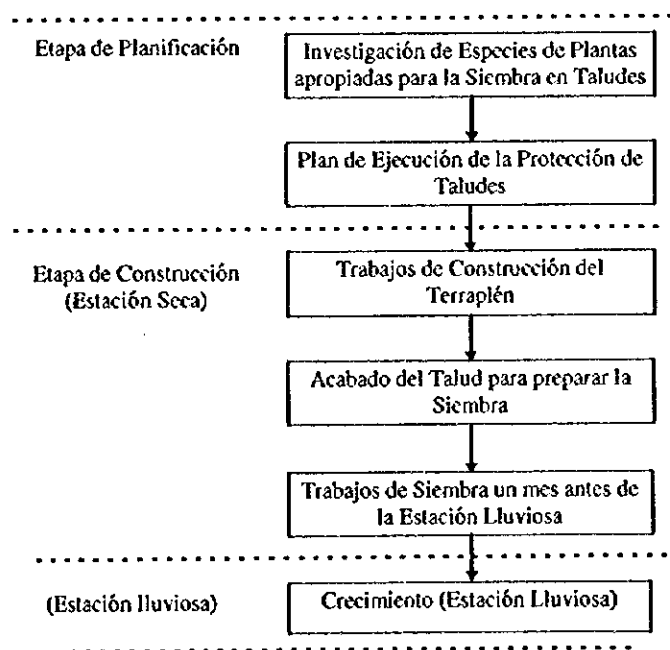 Etapa de Planificación
Investigación de Especies de Plantas
apropiadas para la Siembra en Taludes
Plan de Ejecución de la Protección de
Taludes
Etapa de Construcción
(Estación Seca)
Trabajos de Construcción del
Terraplén
Acabado del Talud para preparar la
Siembra
Trabajos de Siembra un mes antes de
la Estación Lluviosa
(Estación lluviosa)
Crecimiento (Estación Lluviosa)